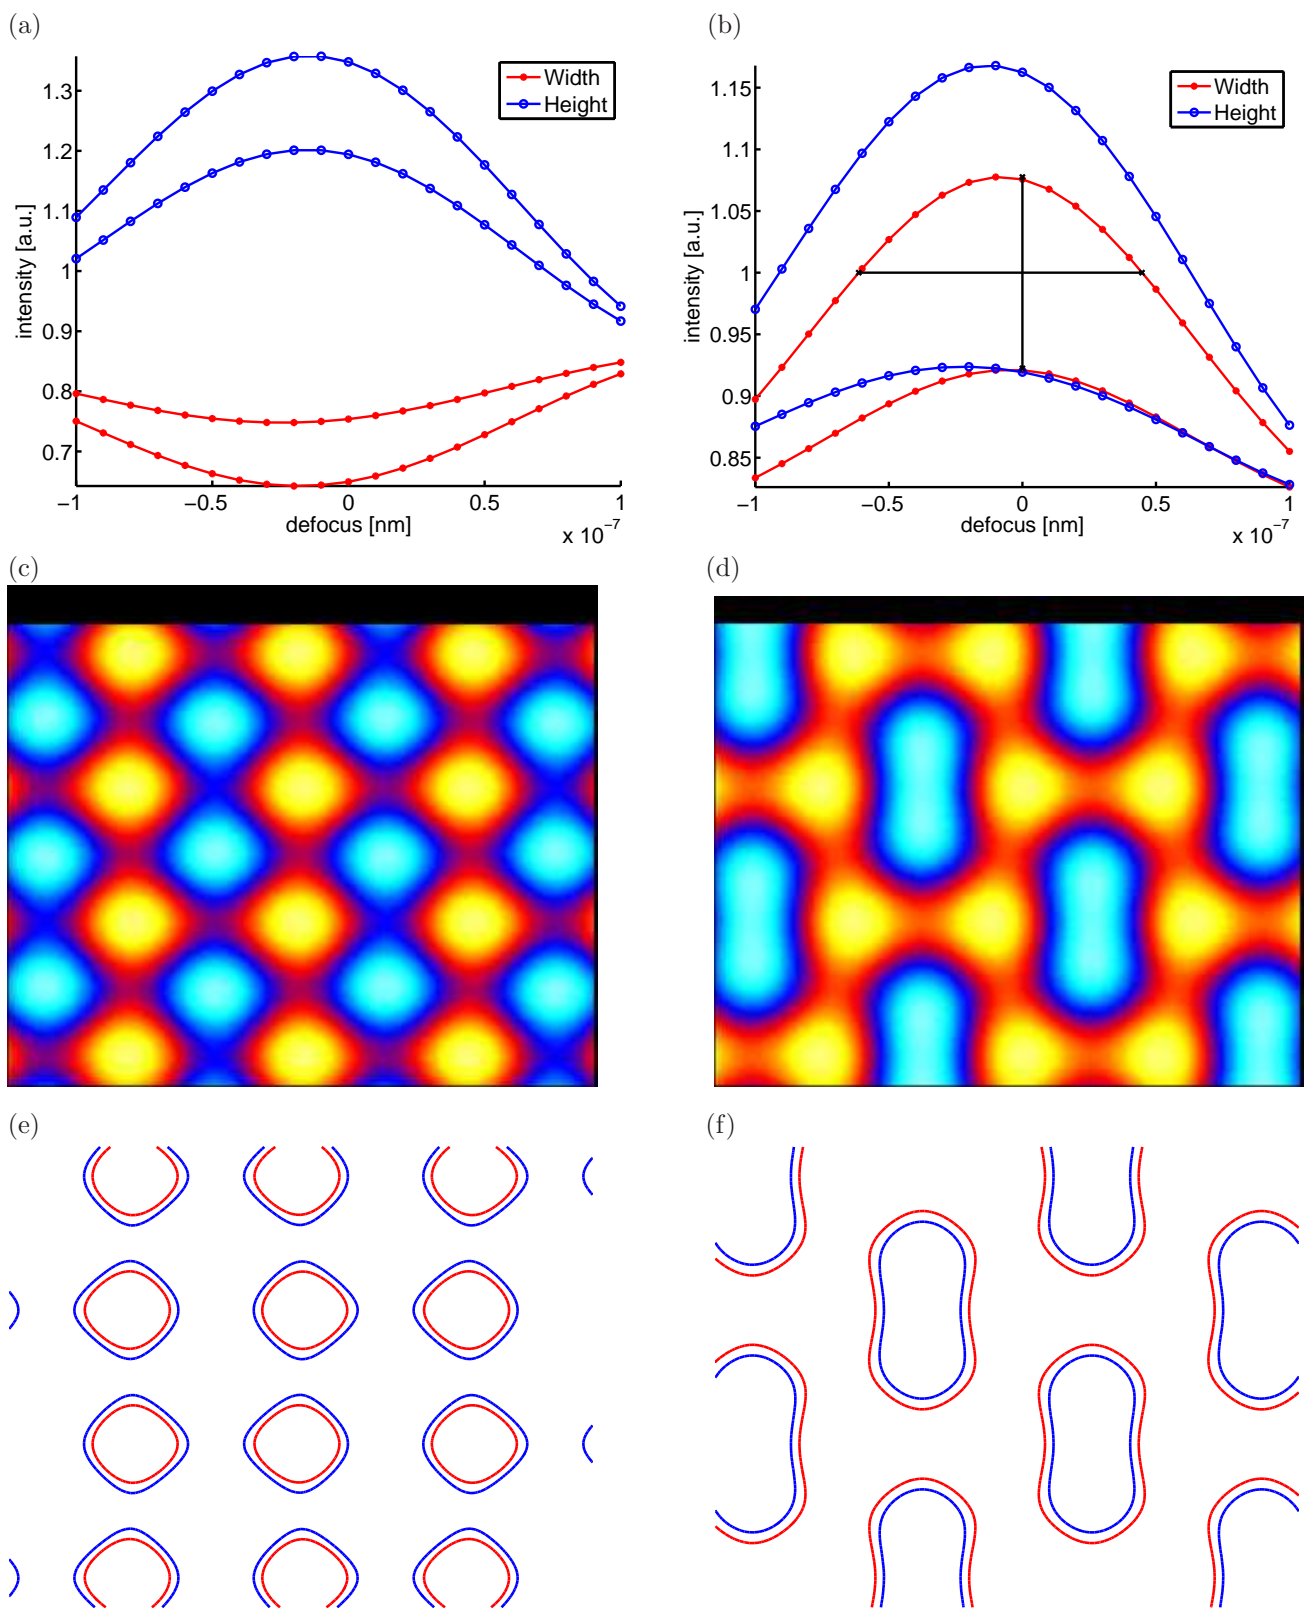 (a)
1.3
1.2
1.1
1
0.9
0.8
0.7
intensity [a.u.]
Width
Height
−1 −0.5 0 0.5 1
defocus [nm]
x 10−7
(b)
1.15
1.1
1.05
1
0.95
0.9
0.85
intensity [a.u.]
Width
Height
−1 −0.5 0 0.5 1
defocus [nm]
x 10−7
(c)
(d)
(e)
(f)